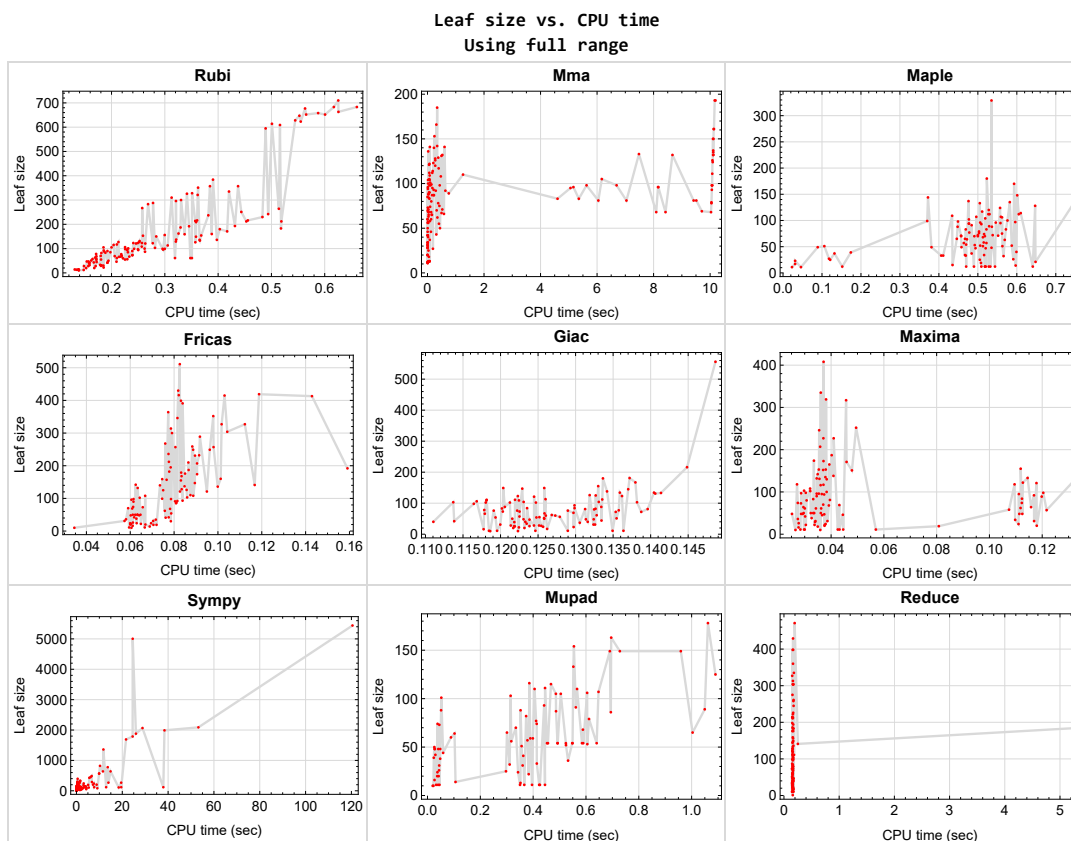 Leaf size vs. CPU time
Using full range
Rubi
Leaf size
700
600
500
400
300
200
100
0
0.2 0.3 0.4 0.5 0.6
CPU time (sec)
Mma
Leaf size
200
150
100
50
0
0 2 4 6 8 10
CPU time (sec)
Maple
Leaf size
300
250
200
150
100
50
0
0.0 0.1 0.2 0.3 0.4 0.5 0.6 0.7
CPU time (sec)
Fricas
Leaf size
500
400
300
200
100
0
0.04 0.06 0.08 0.10 0.12 0.14 0.16
CPU time (sec)
Giac
Leaf size
500
400
300
200
100
0
0.110 0.115 0.120 0.125 0.130 0.135 0.140 0.145
CPU time (sec)
Maxima
Leaf size
400
300
200
100
0
0.04 0.06 0.08 0.10 0.12
CPU time (sec)
Sympy
Leaf size
5000
4000
3000
2000
1000
0
0 20 40 60 80 100 120
CPU time (sec)
Mupad
Leaf size
150
100
50
0
0.0 0.2 0.4 0.6 0.8 1.0
CPU time (sec)
Reduce
Leaf size
400
300
200
100
0
0 1 2 3 4 5
CPU time (sec)